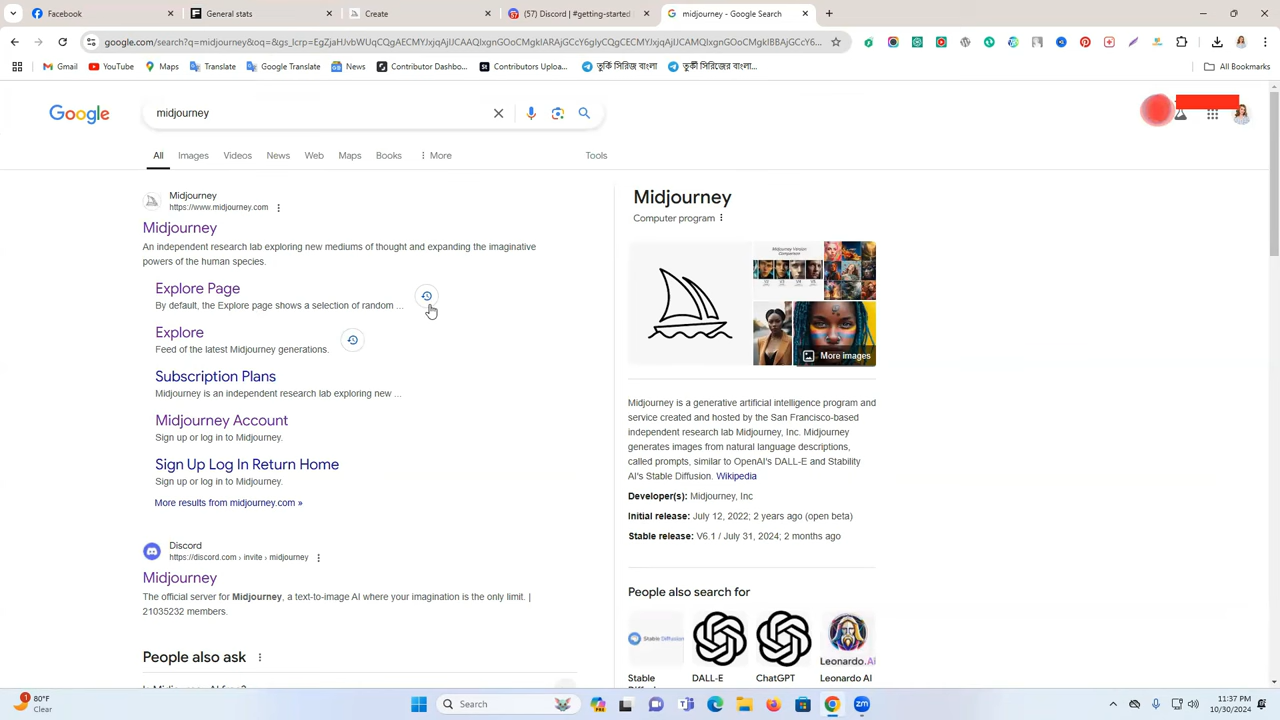 midjourney
General stats
Create
(57) Discord | #getting-started
midjourney - Google Search
google.com/search?q=midjourney&oq=&gs_lcrp=EgZjaHJvbWUqCQgAECMYJxjqAjIJCAAQIxgnGOoCMgkIARAjGCcY6gIyCQgCECMYJxjqAjIJCAMQIxgnGOoCMgkIBBAjGCcY6...
Gmail
YouTube
Maps
Translate
Google Translate
News
Contributor Dashbo...
Contributor Uploa...
তুর্কি সিরিজ বাংলা
তুর্কী সিরিজের বাংলা...
All Bookmarks
Google
midjourney
All Images Videos News Web Maps Books More Tools
Midjourney
https://www.midjourney.com
Midjourney
An independent research lab exploring new mediums of thought and expanding the imaginative
powers of the human species.
Explore Page
By default, the Explore page shows a selection of random ...
Explore
Feed of the latest Midjourney generations.
Subscription Plans
Midjourney is an independent research lab exploring new ...
Midjourney Account
Sign up or log in to Midjourney.
Sign Up Log In Return Home
Sign up or log in to Midjourney.
More results from midjourney.com »
Discord
https://discord.com › invite › midjourney
Midjourney
The official server for Midjourney, a text-to-image AI where your imagination is the only limit. |
21035232 members.
People also ask
Midjourney
Computer program
Midjourney Version
Comparison
More images
Midjourney is a generative artificial intelligence program and
service created and hosted by the San Francisco-based
independent research lab Midjourney, Inc. Midjourney
generates images from natural language descriptions,
called prompts, similar to OpenAI's DALL-E and Stability
AI's Stable Diffusion. Wikipedia
Developer(s): Midjourney, Inc
Initial release: July 12, 2022; 2 years ago (open beta)
Stable release: V6.1 / July 31, 2024; 2 months ago
People also search for
Stable Diffusion
Leonardo.AI
Stable
DALL-E
ChatGPT
Leonardo AI
1
80°F
Clear
Search
zm
11:37 PM
10/30/2024